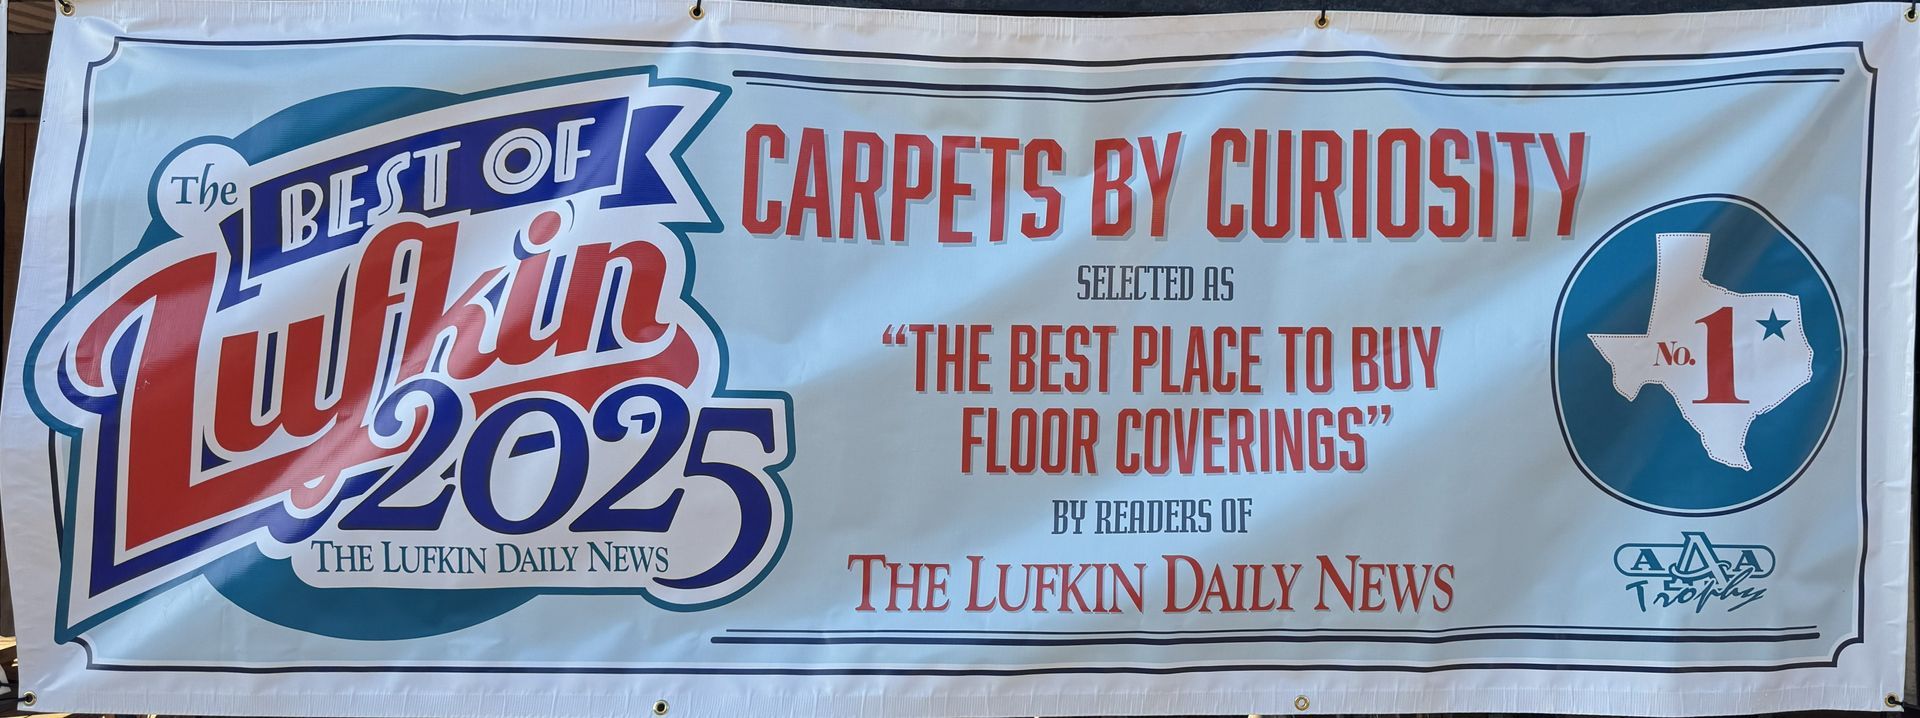 The
BEST OF
Lufkin
2025
THE LUFKIN DAILY NEWS
CARPETS BY CURIOSITY
SELECTED AS
“THE BEST PLACE TO BUY
FLOOR COVERINGS”
BY READERS OF
THE LUFKIN DAILY NEWS
No. 1
AAA
Trophy